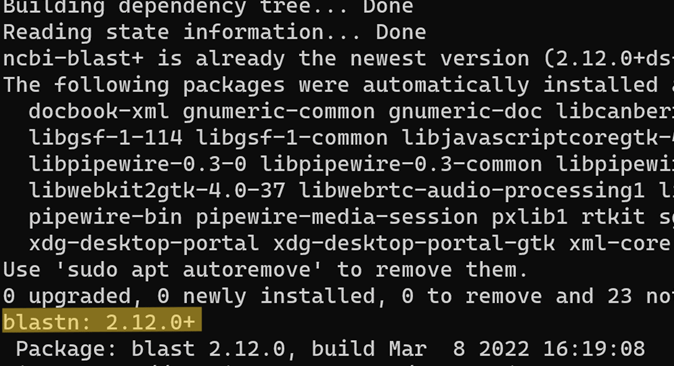 Building dependency tree... Done
Reading state information... Done
ncbi-blast+ is already the newest version (2.12.0+ds-
The following packages were automatically installed
docbook-xml gnumeric-common gnumeric-doc libcanber
libgsf-1-114 libgsf-1-common libjavascriptcoregtk-
libpipewire-0.3-0 libpipewire-0.3-common libpipewi
libwebkit2gtk-4.0-37 libwebrtc-audio-processing1
pipewire-bin pipewire-media-session pxlib1 rtkit
xdg-desktop-portal xdg-desktop-portal-gtk xml-core
Use 'sudo apt autoremove' to remove them.
0 upgraded, 0 newly installed, 0 to remove and 23 no
blastn: 2.12.0+
Package: blast 2.12.0, build Mar  8 2022 16:19:08